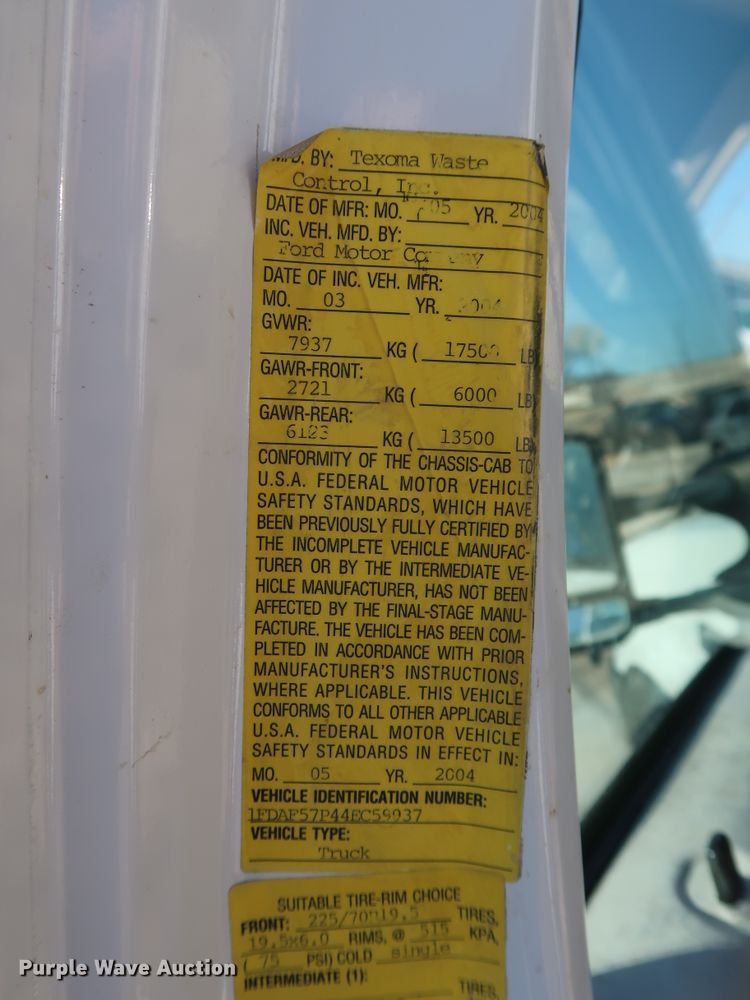 MFD. BY: Texoma Waste
Control, Inc.
DATE OF MFR: MO. 05 YR. 2004
INC. VEH. MFD. BY:
Ford Motor Company
DATE OF INC. VEH. MFR:
MO. 03 YR. 2004
GVWR:
7937 KG ( 17500 LB
GAWR-FRONT:
2721 KG ( 6000 LB
GAWR-REAR:
6123 KG ( 13500 LB
CONFORMITY OF THE CHASSIS-CAB TO
U.S.A. FEDERAL MOTOR VEHICLE
SAFETY STANDARDS, WHICH HAVE
BEEN PREVIOUSLY FULLY CERTIFIED BY
THE INCOMPLETE VEHICLE MANUFAC-
TURER OR BY THE INTERMEDIATE VE-
HICLE MANUFACTURER, HAS NOT BEEN
AFFECTED BY THE FINAL-STAGE MANU-
FACTURE. THE VEHICLE HAS BEEN COM-
PLETED IN ACCORDANCE WITH PRIOR
MANUFACTURER'S INSTRUCTIONS,
WHERE APPLICABLE. THIS VEHICLE
CONFORMS TO ALL OTHER APPLICABLE
U.S.A. FEDERAL MOTOR VEHICLE
SAFETY STANDARDS IN EFFECT IN:
MO. 05 YR. 2004
VEHICLE IDENTIFICATION NUMBER:
1FDAF57P44EC59937
VEHICLE TYPE:
Truck
SUITABLE TIRE-RIM CHOICE
FRONT: 225/70R19.5 TIRES,
19.5x6.0 RIMS, @ 515 KPA,
( 75 PSI) COLD single
INTERMEDIATE (1):
TIRES,
Purple Wave Auction